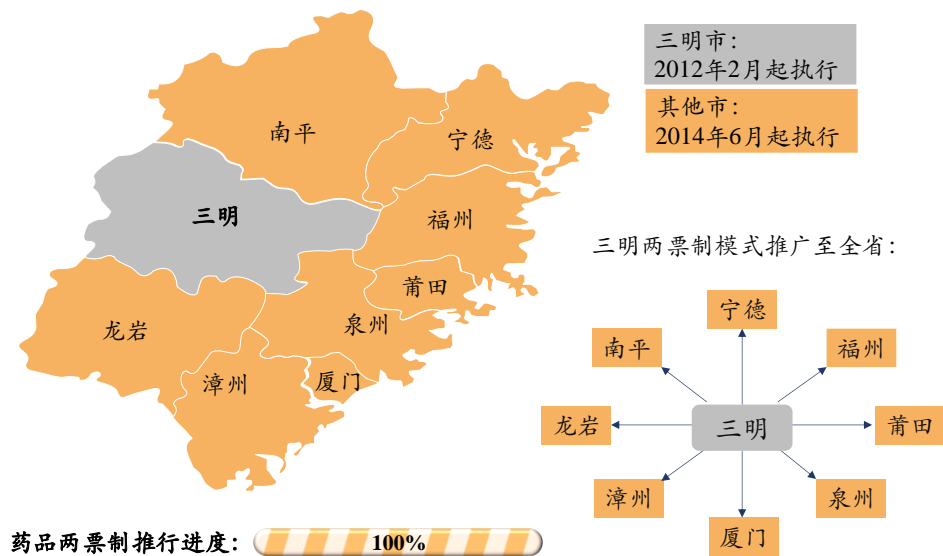 三明市：
2012年2月起执行
其他市：
2014年6月起执行
南平
宁德
三明
福州
莆田
龙岩
泉州
漳州
厦门
三明两票制模式推广至全省：
宁德
南平
福州
龙岩
三明
莆田
漳州
泉州
厦门
药品两票制推行进度：
100%